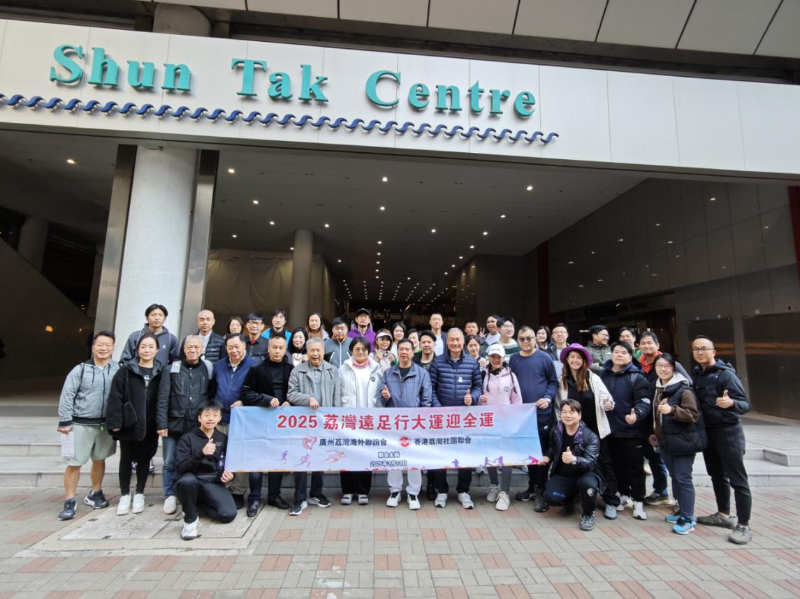 Shun Tak Centre
2025 荔灣遠足行大運迎全運
廣州荔灣海外聯誼會 香港荔灣社團聯會